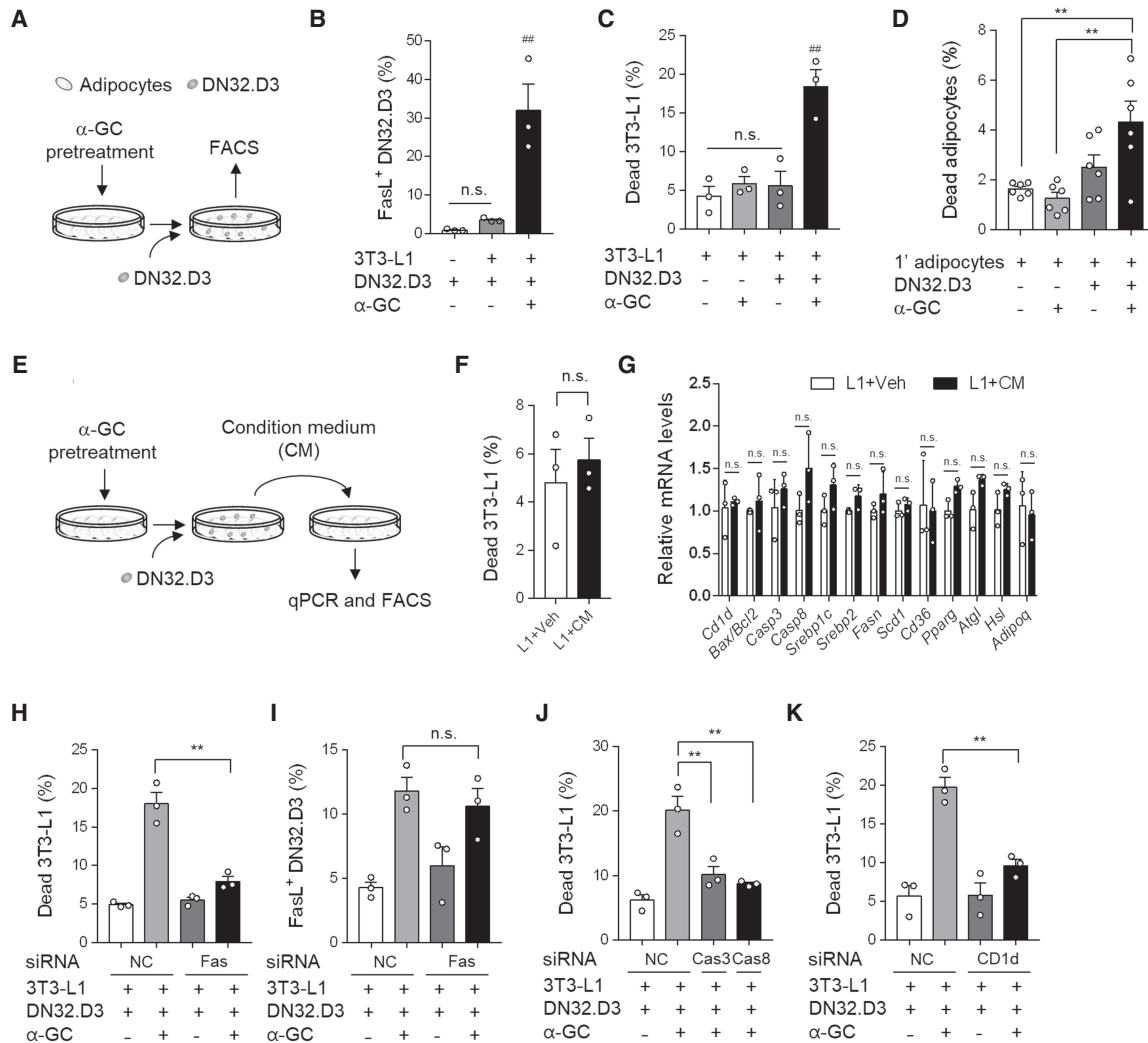 A
Adipocytes DN32.D3
α-GC
pretreatment
FACS
DN32.D3
B
FasL+ DN32.D3 (%)
50
40
30
20
10
0
##
n.s.
3T3-L1 - + +
DN32.D3 + + +
α-GC - - +
C
Dead 3T3-L1 (%)
25
20
15
10
5
0
##
n.s.
3T3-L1 + + + +
DN32.D3 - - + +
α-GC - + - +
D
Dead adipocytes (%)
8
6
4
2
0
**
**
1' adipocytes + + + +
DN32.D3 - - + +
α-GC - + - +
E
α-GC
pretreatment
Condition medium
(CM)
DN32.D3
qPCR and FACS
F
Dead 3T3-L1 (%)
8
6
4
2
0
n.s.
L1+Veh
L1+CM
G
Relative mRNA levels
2.5
2.0
1.5
1.0
0.5
0.0
L1+Veh L1+CM
n.s. n.s. n.s. n.s. n.s. n.s. n.s. n.s. n.s. n.s. n.s. n.s. n.s.
Cd1d
Bax/Bcl2
Casp3
Casp8
Srebp1c
Srebp2
Fasn
Scd1
Cd36
Pparg
Atgl
Hsl
Adipoq
H
Dead 3T3-L1 (%)
25
20
15
10
5
0
**
siRNA NC Fas
3T3-L1 + + + +
DN32.D3 + + + +
α-GC - + - +
I
FasL+ DN32.D3 (%)
15
10
5
0
n.s.
siRNA NC Fas
3T3-L1 + + + +
DN32.D3 + + + +
α-GC - + - +
J
Dead 3T3-L1 (%)
30
20
10
0
**
**
siRNA NC Cas3 Cas8
3T3-L1 + + + +
DN32.D3 + + + +
α-GC - + + +
K
Dead 3T3-L1 (%)
25
20
15
10
5
0
**
siRNA NC CD1d
3T3-L1 + + + +
DN32.D3 + + + +
α-GC - + - +